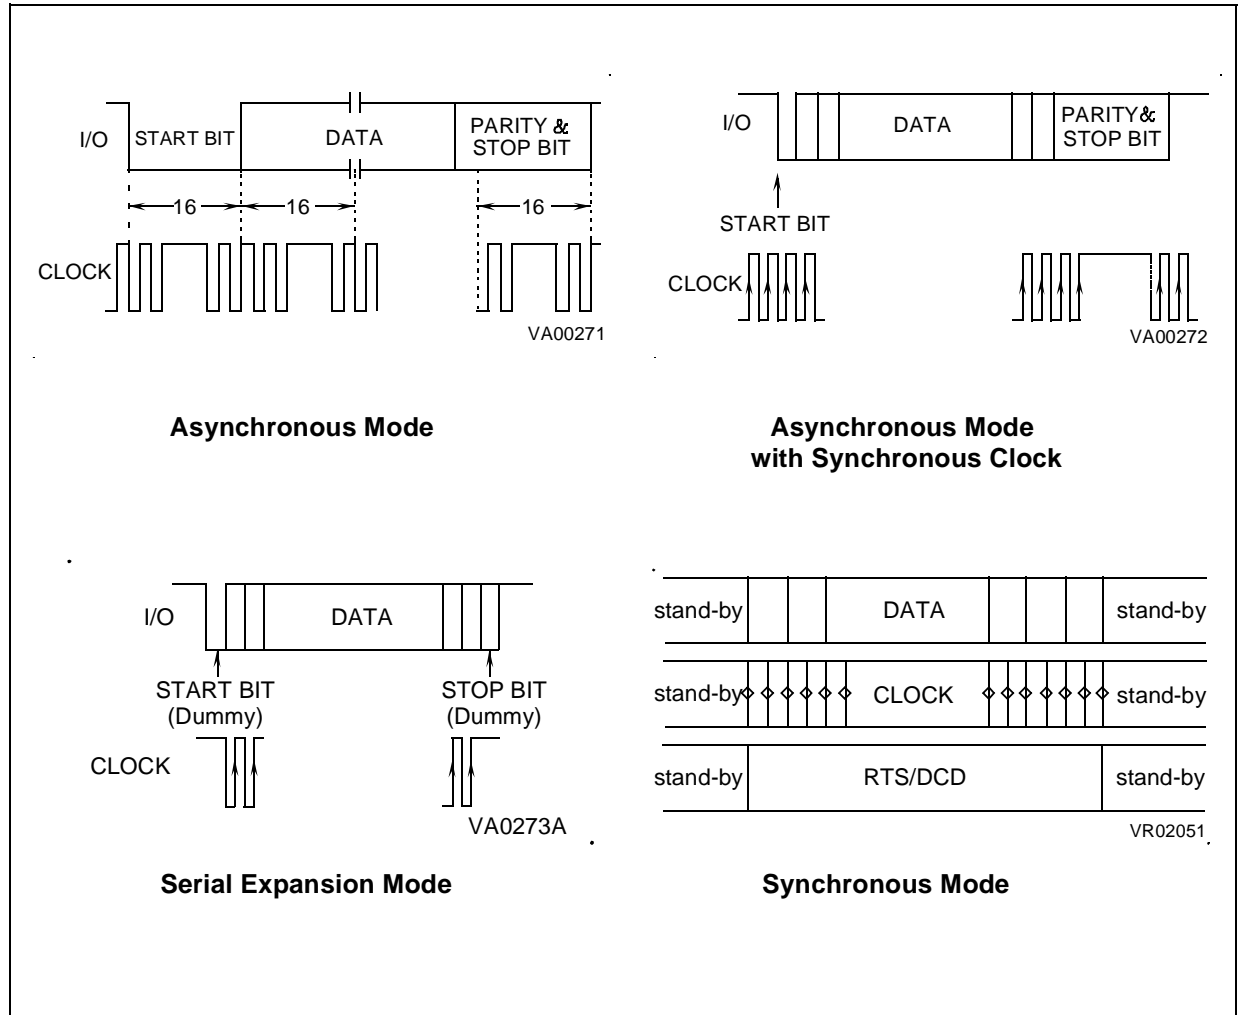 I/O
START BIT
DATA
PARITY &
STOP BIT
16
16
16
CLOCK
VA00271
Asynchronous Mode
I/O
DATA
PARITY&
STOP BIT
START BIT
CLOCK
VA00272
Asynchronous Mode
with Synchronous Clock
I/O
DATA
START BIT
(Dummy)
STOP BIT
(Dummy)
CLOCK
VA0273A
Serial Expansion Mode
stand-by
DATA
stand-by
stand-by
CLOCK
stand-by
stand-by
RTS/DCD
stand-by
VR02051
Synchronous Mode